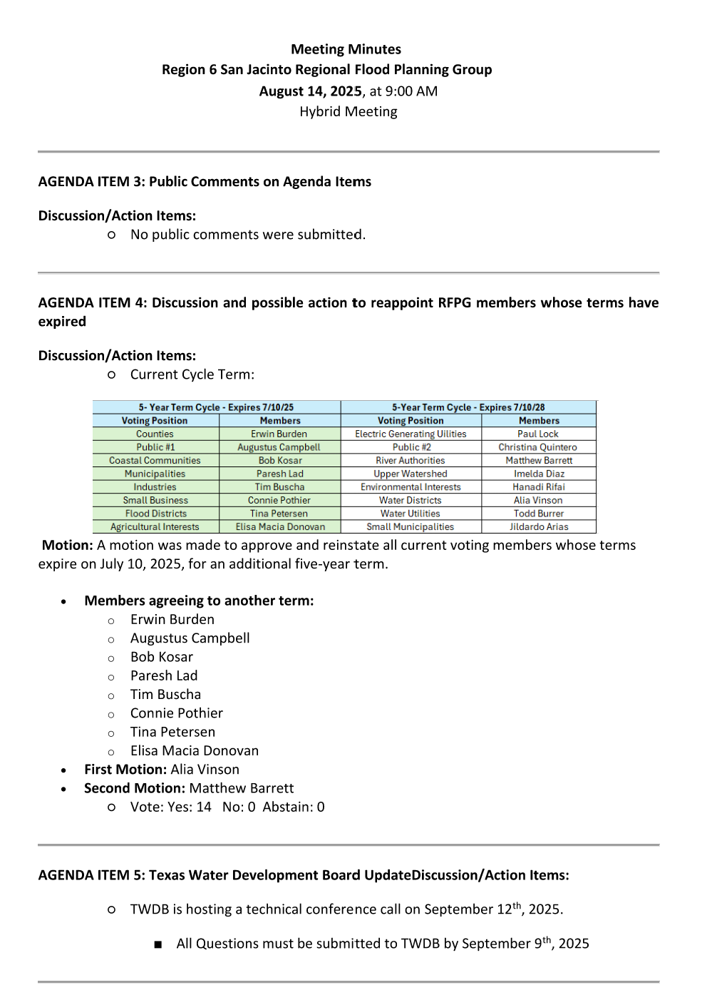 Meeting Minutes
Region 6 San Jacinto Regional Flood Planning Group
August 14, 2025, at 9:00 AM
Hybrid Meeting
AGENDA ITEM 3: Public Comments on Agenda Items
Discussion/Action Items:
○ No public comments were submitted.
AGENDA ITEM 4: Discussion and possible action to reappoint RFPG members whose terms have
expired
Discussion/Action Items:
○ Current Cycle Term:
5- Year Term Cycle - Expires 7/10/25 5-Year Term Cycle - Expires 7/10/28
Voting Position Members Voting Position Members
Counties Erwin Burden Electric Generating Uilities Paul Lock
Public #1 Augustus Campbell Public #2 Christina Quintero
Coastal Communities Bob Kosar River Authorities Matthew Barrett
Municipalities Paresh Lad Upper Watershed Imelda Diaz
Industries Tim Buscha Environmental Interests Hanadi Rifai
Small Business Connie Pothier Water Districts Alia Vinson
Flood Districts Tina Petersen Water Utilities Todd Burrer
Agricultural Interests Elisa Macia Donovan Small Municipalities Jildardo Arias
Motion: A motion was made to approve and reinstate all current voting members whose terms
expire on July 10, 2025, for an additional five-year term.
• Members agreeing to another term:
○ Erwin Burden
○ Augustus Campbell
○ Bob Kosar
○ Paresh Lad
○ Tim Buscha
○ Connie Pothier
○ Tina Petersen
○ Elisa Macia Donovan
• First Motion: Alia Vinson
• Second Motion: Matthew Barrett
○ Vote: Yes: 14 No: 0 Abstain: 0
AGENDA ITEM 5: Texas Water Development Board UpdateDiscussion/Action Items:
○ TWDB is hosting a technical conference call on September 12th, 2025.
■ All Questions must be submitted to TWDB by September 9th, 2025